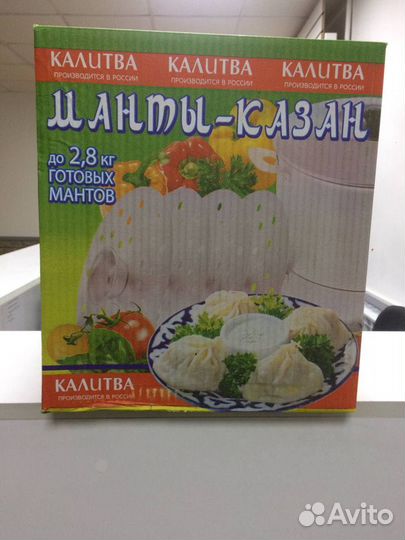 КАЛИТВА КАЛИТВА КАЛИТВА
ПРОИЗВОДИТСЯ В РОССИИ ПРОИЗВОДИТСЯ В РОССИИ ПРОИЗВОДИТСЯ В РОССИИ
МАНТЫ-КАЗАН
до 2,8 кг
ГОТОВЫХ
МАНТОВ
КАЛИТВА
ПРОИЗВОДИТСЯ В РОССИИ
Avito